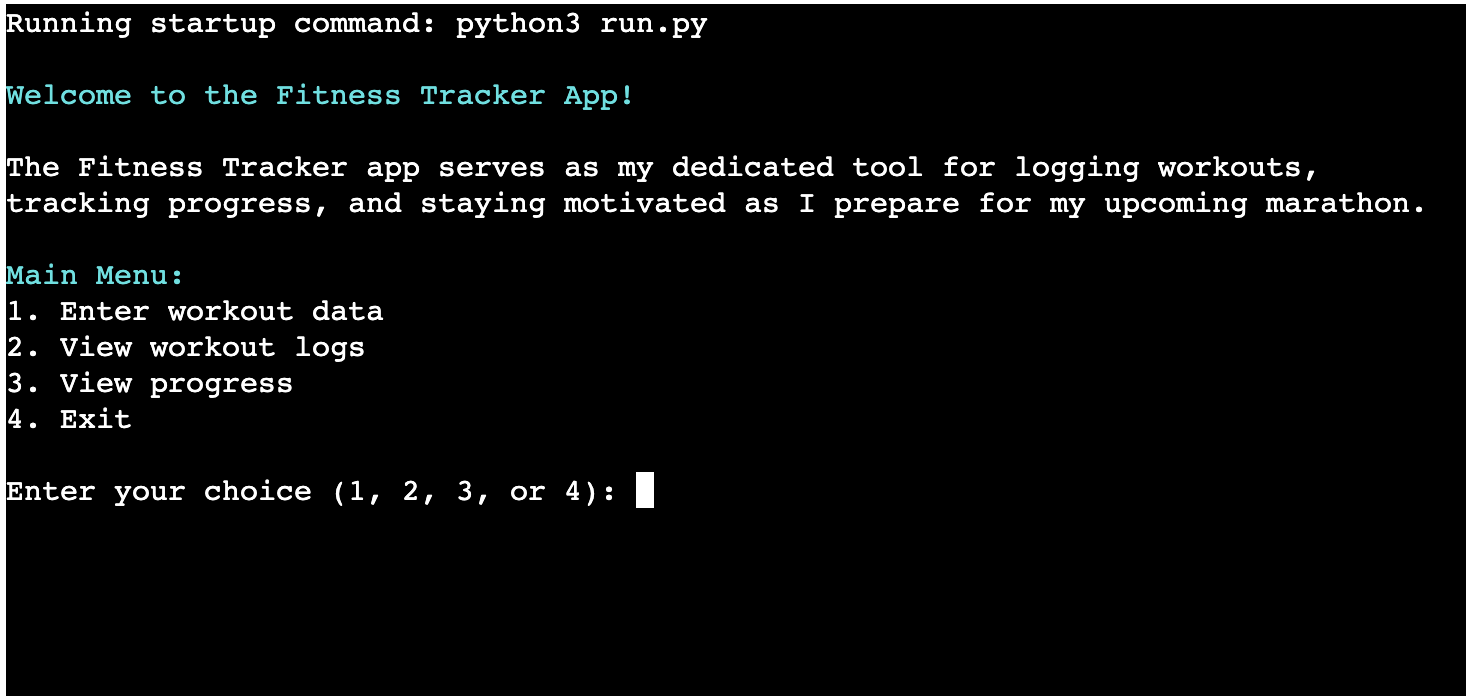 Running startup command: python3 run.py
Welcome to the Fitness Tracker App!
The Fitness Tracker app serves as my dedicated tool for logging workouts,
tracking progress, and staying motivated as I prepare for my upcoming marathon.
Main Menu:
1. Enter workout data
2. View workout logs
3. View progress
4. Exit
Enter your choice (1, 2, 3, or 4):